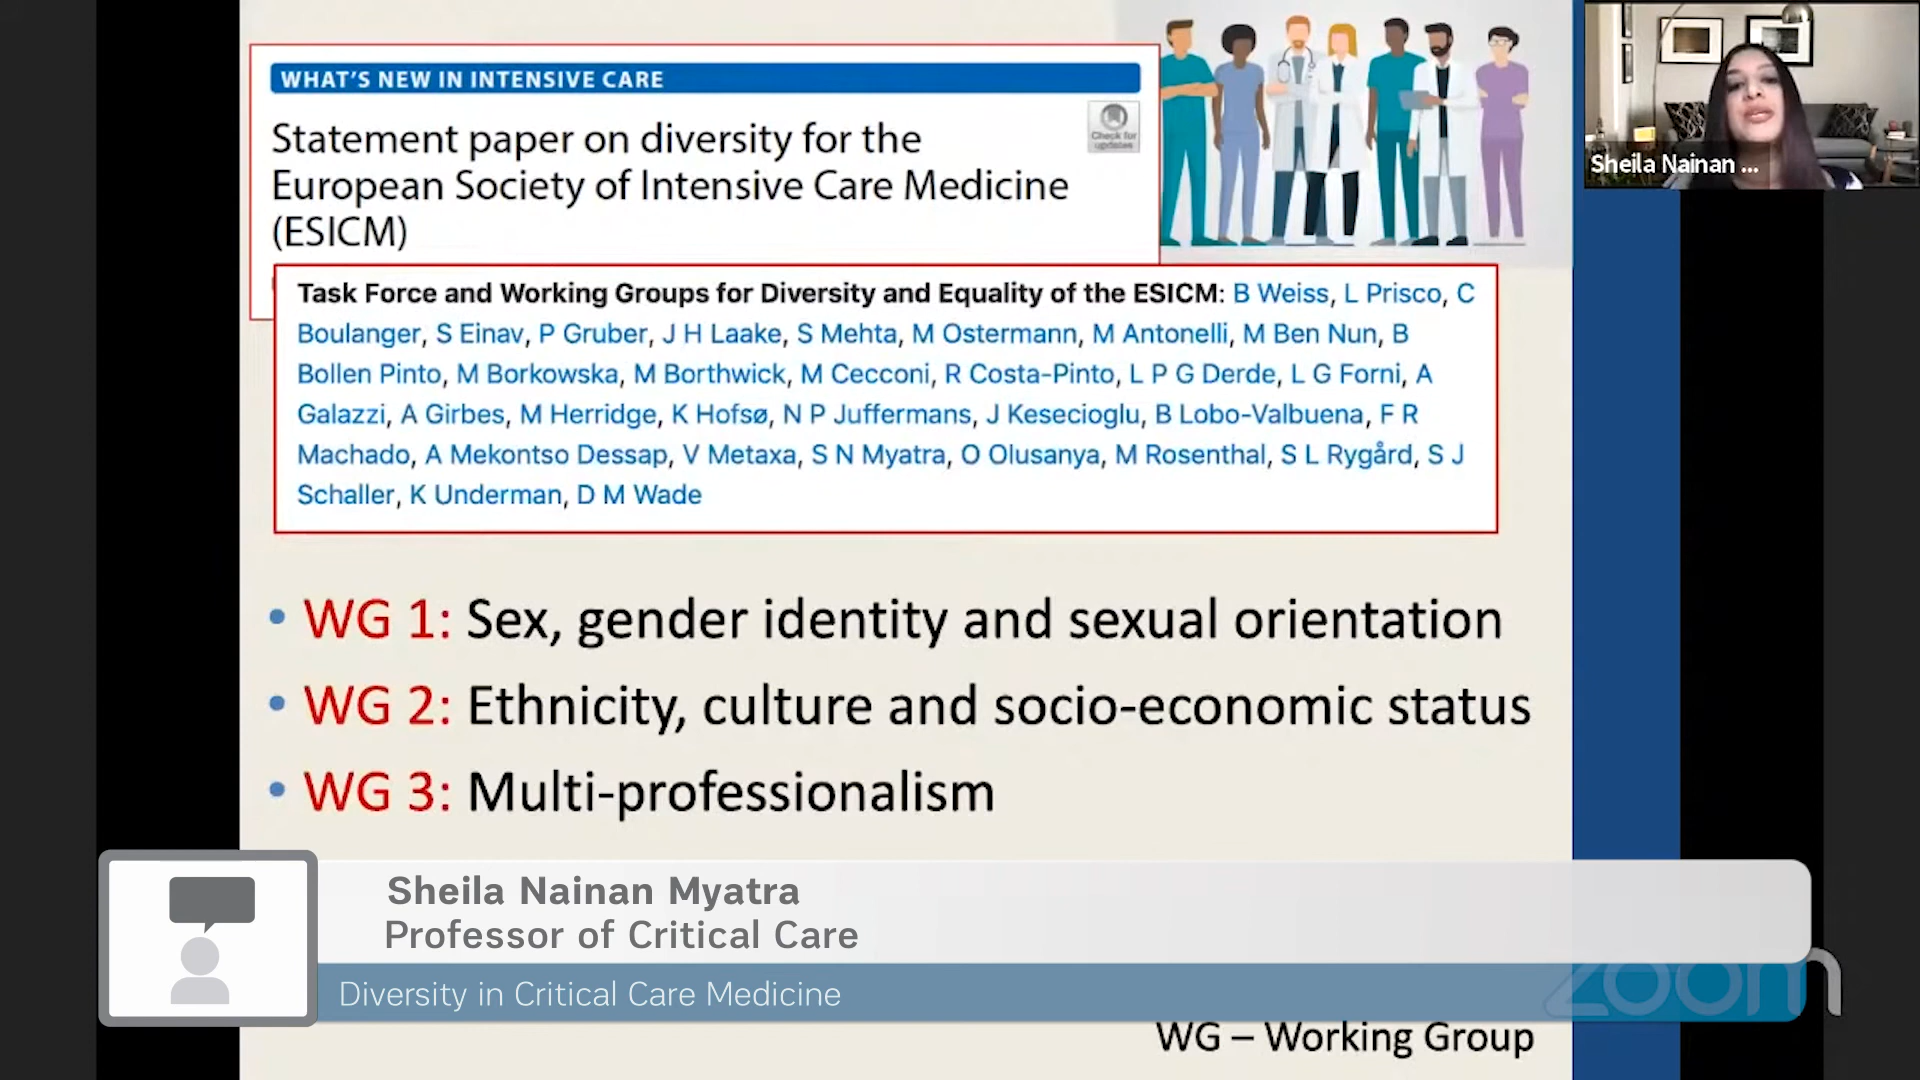 WHAT'S NEW IN INTENSIVE CARE
Statement paper on diversity for the
European Society of Intensive Care Medicine
(ESICM)
Check for
updates
Sheila Nainan ...
Task Force and Working Groups for Diversity and Equality of the ESICM: B Weiss, L Prisco, C
Boulanger, S Einav, P Gruber, J H Laake, S Mehta, M Ostermann, M Antonelli, M Ben Nun, B
Bollen Pinto, M Borkowska, M Borthwick, M Cecconi, R Costa-Pinto, L P G Derde, L G Forni, A
Galazzi, A Girbes, M Herridge, K Hofsø, N P Juffermans, J Kesecioglu, B Lobo-Valbuena, F R
Machado, A Mekontso Dessap, V Metaxa, S N Myatra, O Olusanya, M Rosenthal, S L Rygård, S J
Schaller, K Underman, D M Wade
• WG 1: Sex, gender identity and sexual orientation
• WG 2: Ethnicity, culture and socio-economic status
• WG 3: Multi-professionalism
Sheila Nainan Myatra
Professor of Critical Care
Diversity in Critical Care Medicine
zoom
WG – Working Group